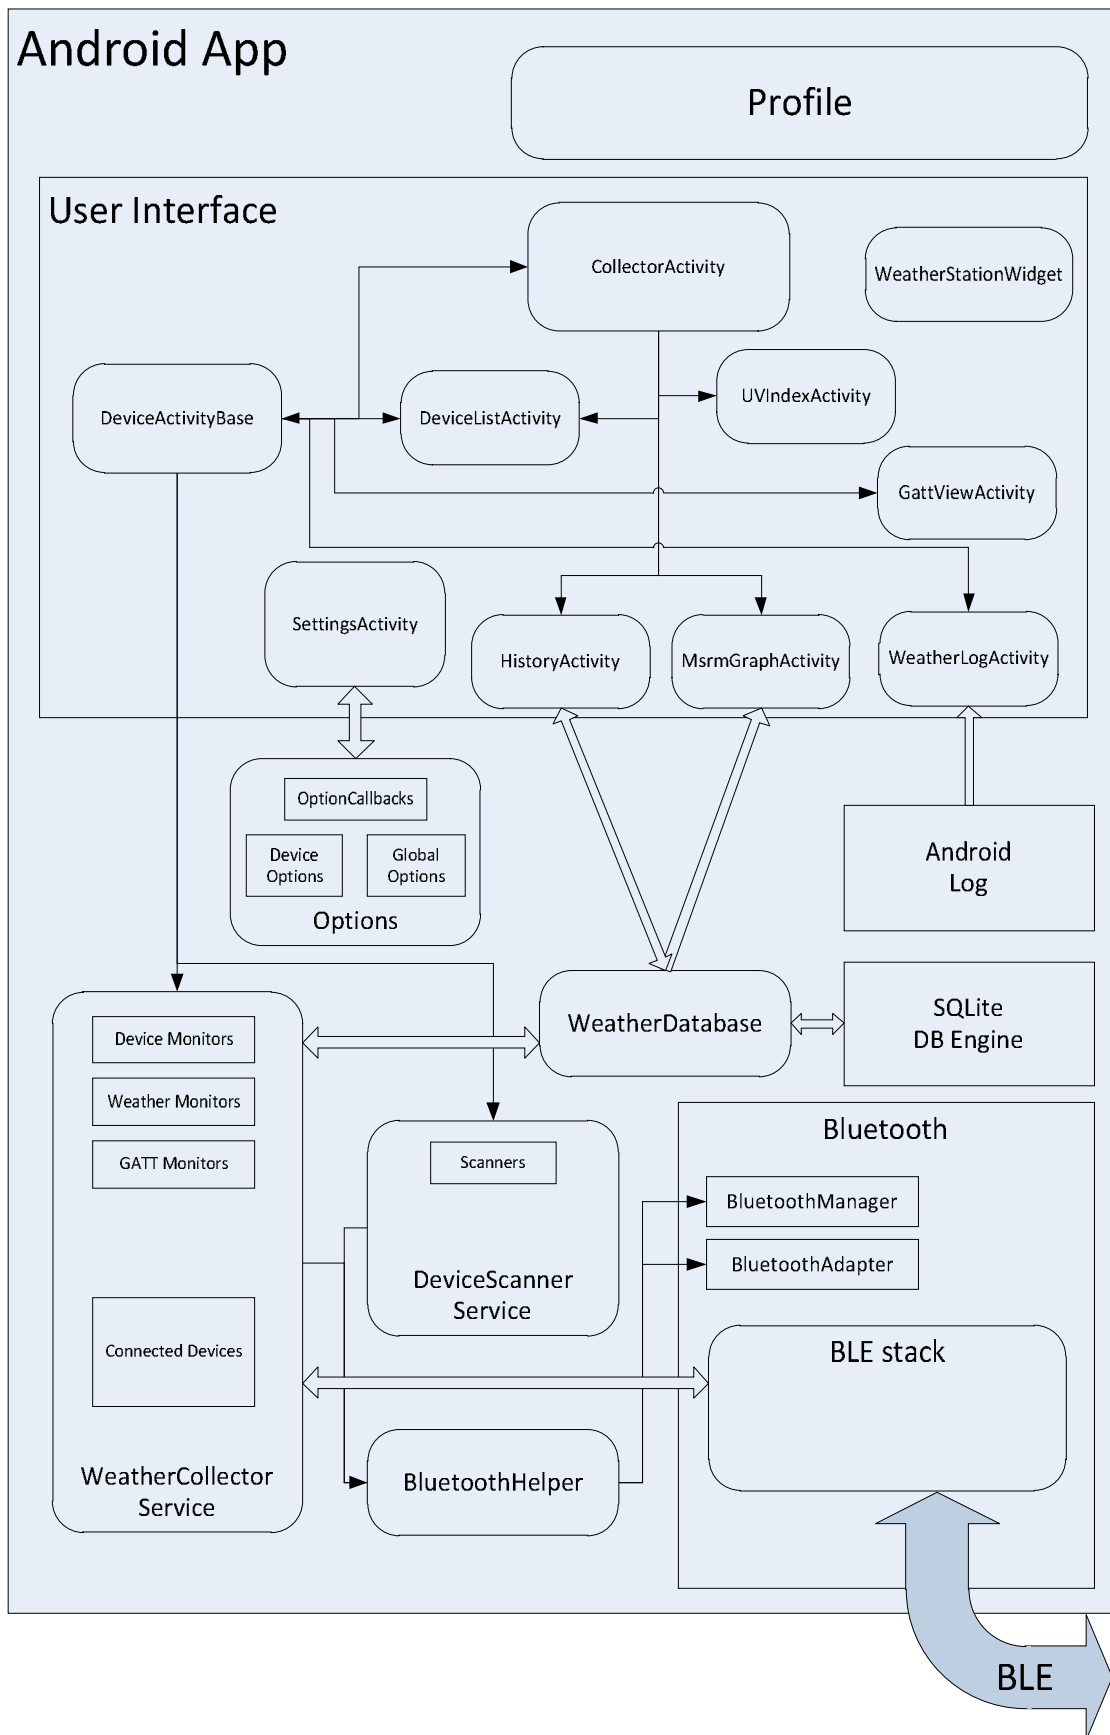 Android App
Profile
User Interface
CollectorActivity
WeatherStationWidget
DeviceActivityBase
DeviceListActivity
UVIndexActivity
GattViewActivity
SettingsActivity
HistoryActivity
MsrmGraphActivity
WeatherLogActivity
OptionCallbacks
Device
Options
Global
Options
Options
Android
Log
WeatherDatabase
SQLite
DB Engine
Device Monitors
Weather Monitors
GATT Monitors
Connected Devices
WeatherCollector
Service
Scanners
DeviceScanner
Service
BluetoothHelper
Bluetooth
BluetoothManager
BluetoothAdapter
BLE stack
BLE